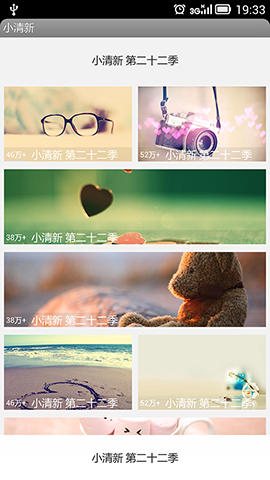 3G 19:33
小清新
小清新 第二十二季
46万+ 小清新 第二十二季
52万+ 小清新 第二十二季
38万+ 小清新 第二十二季
38万+ 小清新 第二十二季
46万+ 小清新 第二十二季
52万+ 小清新 第二十二季
小清新 第二十二季